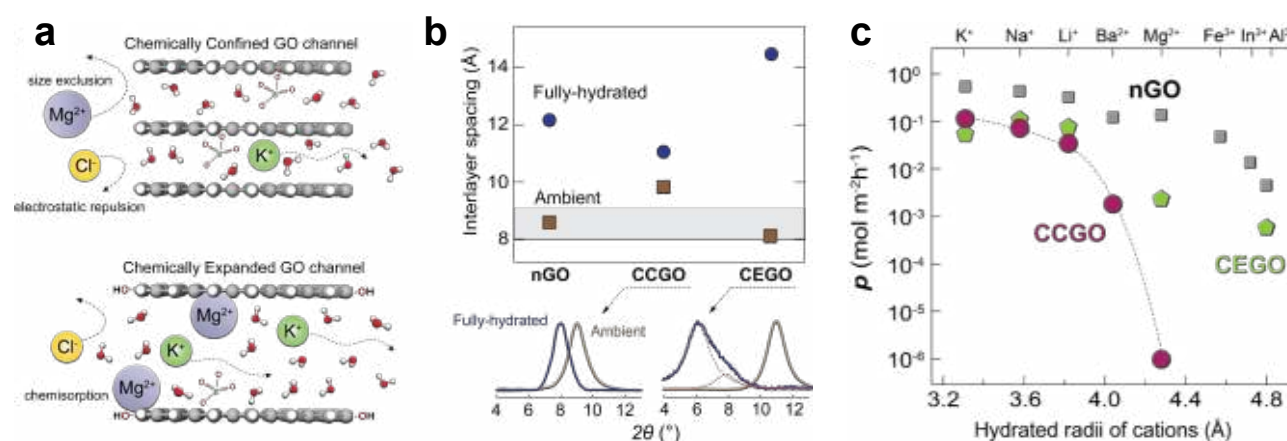 a
Chemically Confined GO channel
size exclusion
Mg²⁺
Cl⁻
K⁺
electrostatic repulsion
Chemically Expanded GO channel
HO
OH
Mg²⁺
K⁺
Cl⁻
K⁺
chemisorption
Mg²⁺
HO
OH
b
Interlayer spacing (Å)
14
12
10
8
Fully-hydrated
Ambient
nGO
CCGO
CEGO
Fully-hydrated
Ambient
4
8
12
4
6
8
10
12
2θ (°)
c
K⁺
Na⁺
Li⁺
Ba²⁺
Mg²⁺
Fe³⁺
In³⁺
Al³
p (mol m⁻²h⁻¹)
10⁰
10⁻¹
10⁻²
10⁻³
10⁻⁴
10⁻⁵
10⁻⁶
nGO
CCGO
CEGO
3.2
3.6
4.0
4.4
4.8
Hydrated radii of cations (Å)